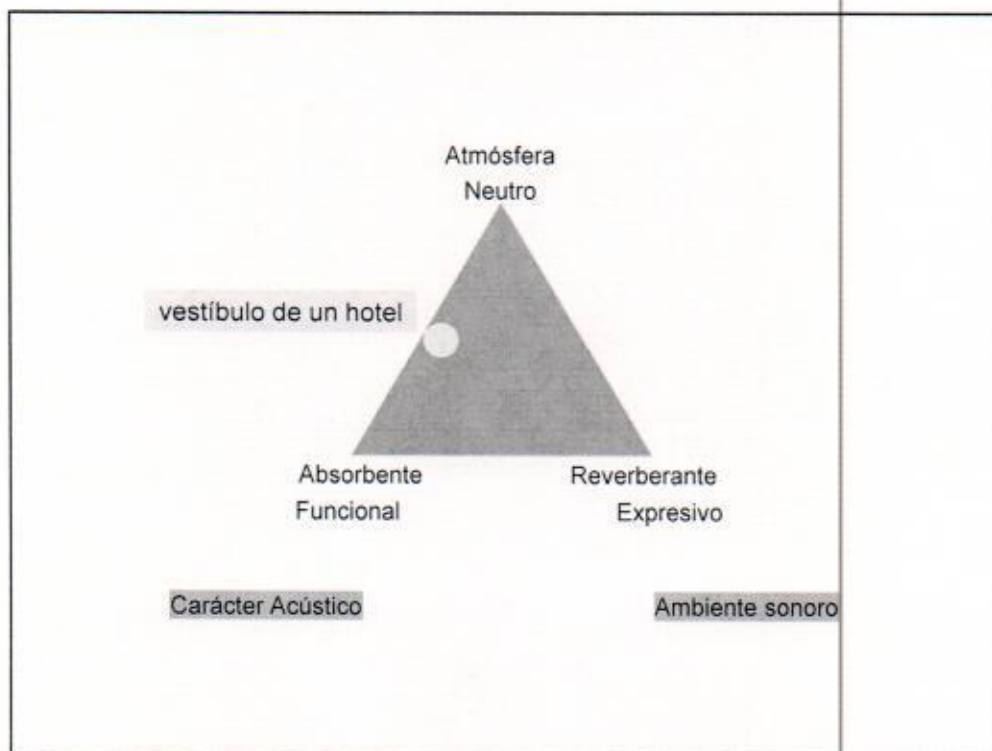 Atmósfera
Neutro
vestíbulo de un hotel
Absorbente
Reverberante
Funcional
Expresivo
Carácter Acústico
Ambiente sonoro